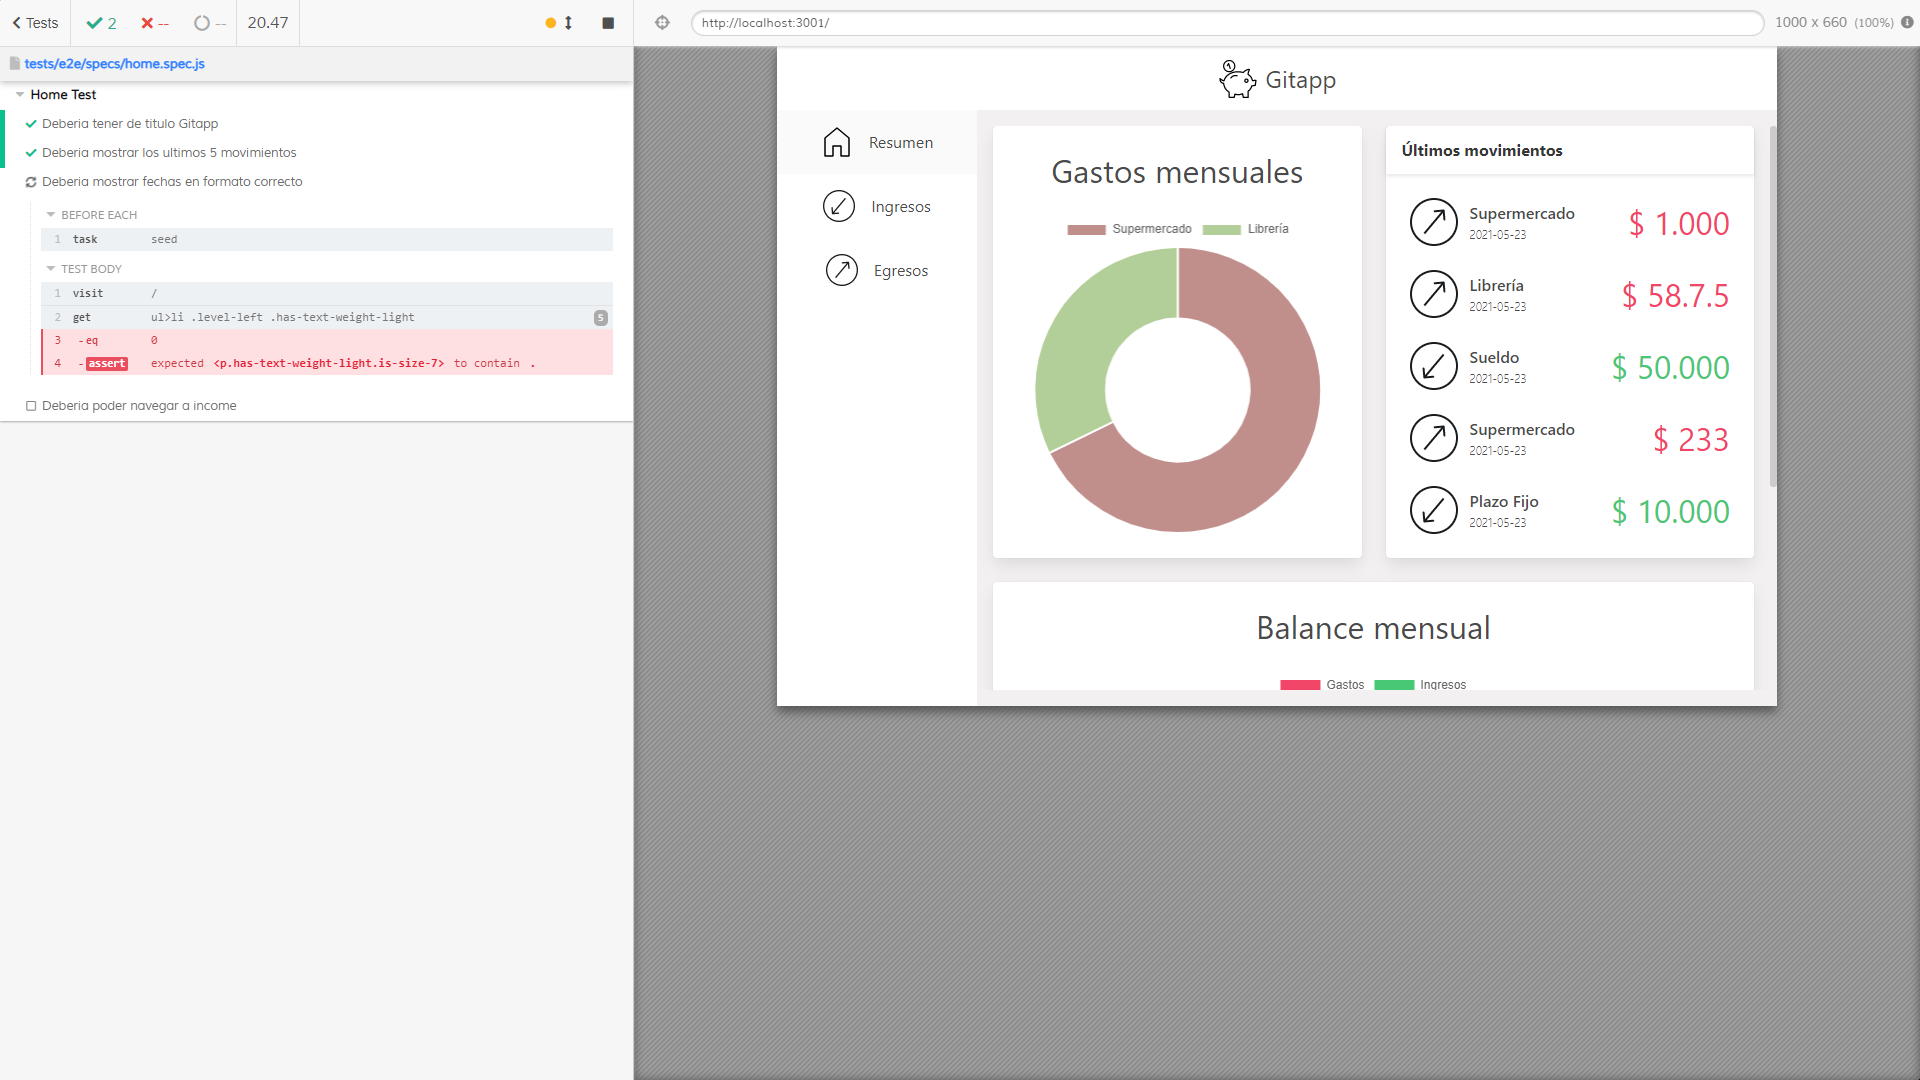 Tests
2
--
--
20.47
http://localhost:3001/
1000 x 660 (100%)
tests/e2e/specs/home.spec.js
Home Test
Deberia tener de titulo Gitapp
Deberia mostrar los ultimos 5 movimientos
Deberia mostrar fechas en formato correcto
BEFORE EACH
1 task seed
TEST BODY
1 visit /
2 get ul>li .level-left .has-text-weight-light 5
3 -eq 0
4 -assert expected <p.has-text-weight-light.is-size-7> to contain .
Deberia poder navegar a income
Gitapp
Resumen
Ingresos
Egresos
Gastos mensuales
Supermercado Librería
Últimos movimientos
Supermercado
2021-05-23
$ 1.000
Librería
2021-05-23
$ 58.7.5
Sueldo
2021-05-23
$ 50.000
Supermercado
2021-05-23
$ 233
Plazo Fijo
2021-05-23
$ 10.000
Balance mensual
Gastos Ingresos